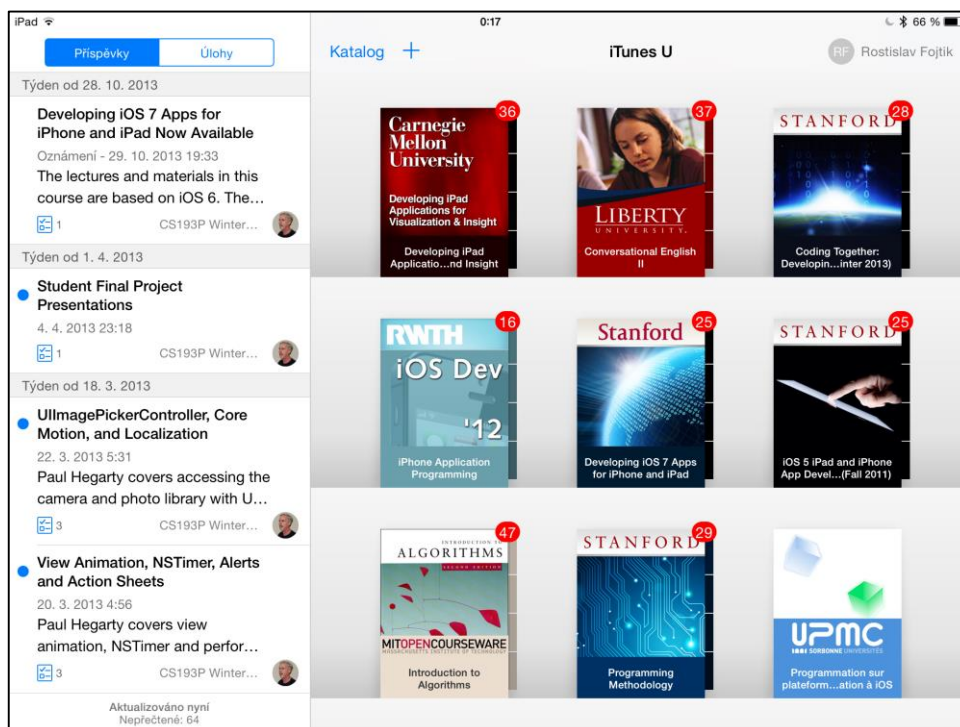 iPad
0:17
66 %
Příspěvky
Úlohy
Týden od 28. 10. 2013
Developing iOS 7 Apps for
iPhone and iPad Now Available
Oznámení - 29. 10. 2013 19:33
The lectures and materials in this
course are based on iOS 6. The…
1
CS193P Winter…
Týden od 1. 4. 2013
Student Final Project
Presentations
4. 4. 2013 23:18
1
CS193P Winter…
Týden od 18. 3. 2013
UIImagePickerController, Core
Motion, and Localization
22. 3. 2013 5:31
Paul Hegarty covers accessing the
camera and photo library with U…
3
CS193P Winter…
View Animation, NSTimer, Alerts
and Action Sheets
20. 3. 2013 4:56
Paul Hegarty covers view
animation, NSTimer and perfor…
3
CS193P Winter…
Aktualizováno nyní
Nepřečtené: 64
Katalog +
iTunes U
RF Rostislav Fojtik
36
Carnegie
Mellon
University
Developing iPad
Applications for
Visualization & Insight
Developing iPad
Applicatio...nd Insight
37
LIBERTY
UNIVERSITY.
Conversational English
II
28
STANFORD
Coding Together:
Developin...inter 2013)
16
RWTH
iOS Dev
'12
iPhone Application
Programming
25
Stanford
Developing iOS 7 Apps
for iPhone and iPad
25
STANFORD
iOS 5 iPad and iPhone
App Devel...(Fall 2011)
47
INTRODUCTION TO
ALGORITHMS
SECOND EDITION
MITOPENCOURSEWARE
MASSACHUSETTS INSTITUTE OF TECHNOLOGY
Introduction to
Algorithms
29
STANFORD
Programming
Methodology
UPMC
SORBONNE UNIVERSITÉS
Programmation sur
plateform...ation à iOS